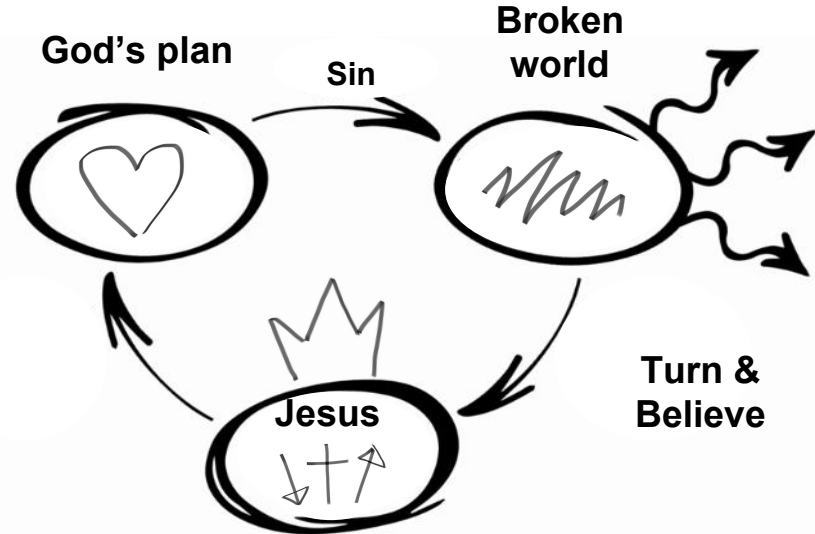 God’s plan
Sin
Broken
world
Jesus
Turn &
Believe